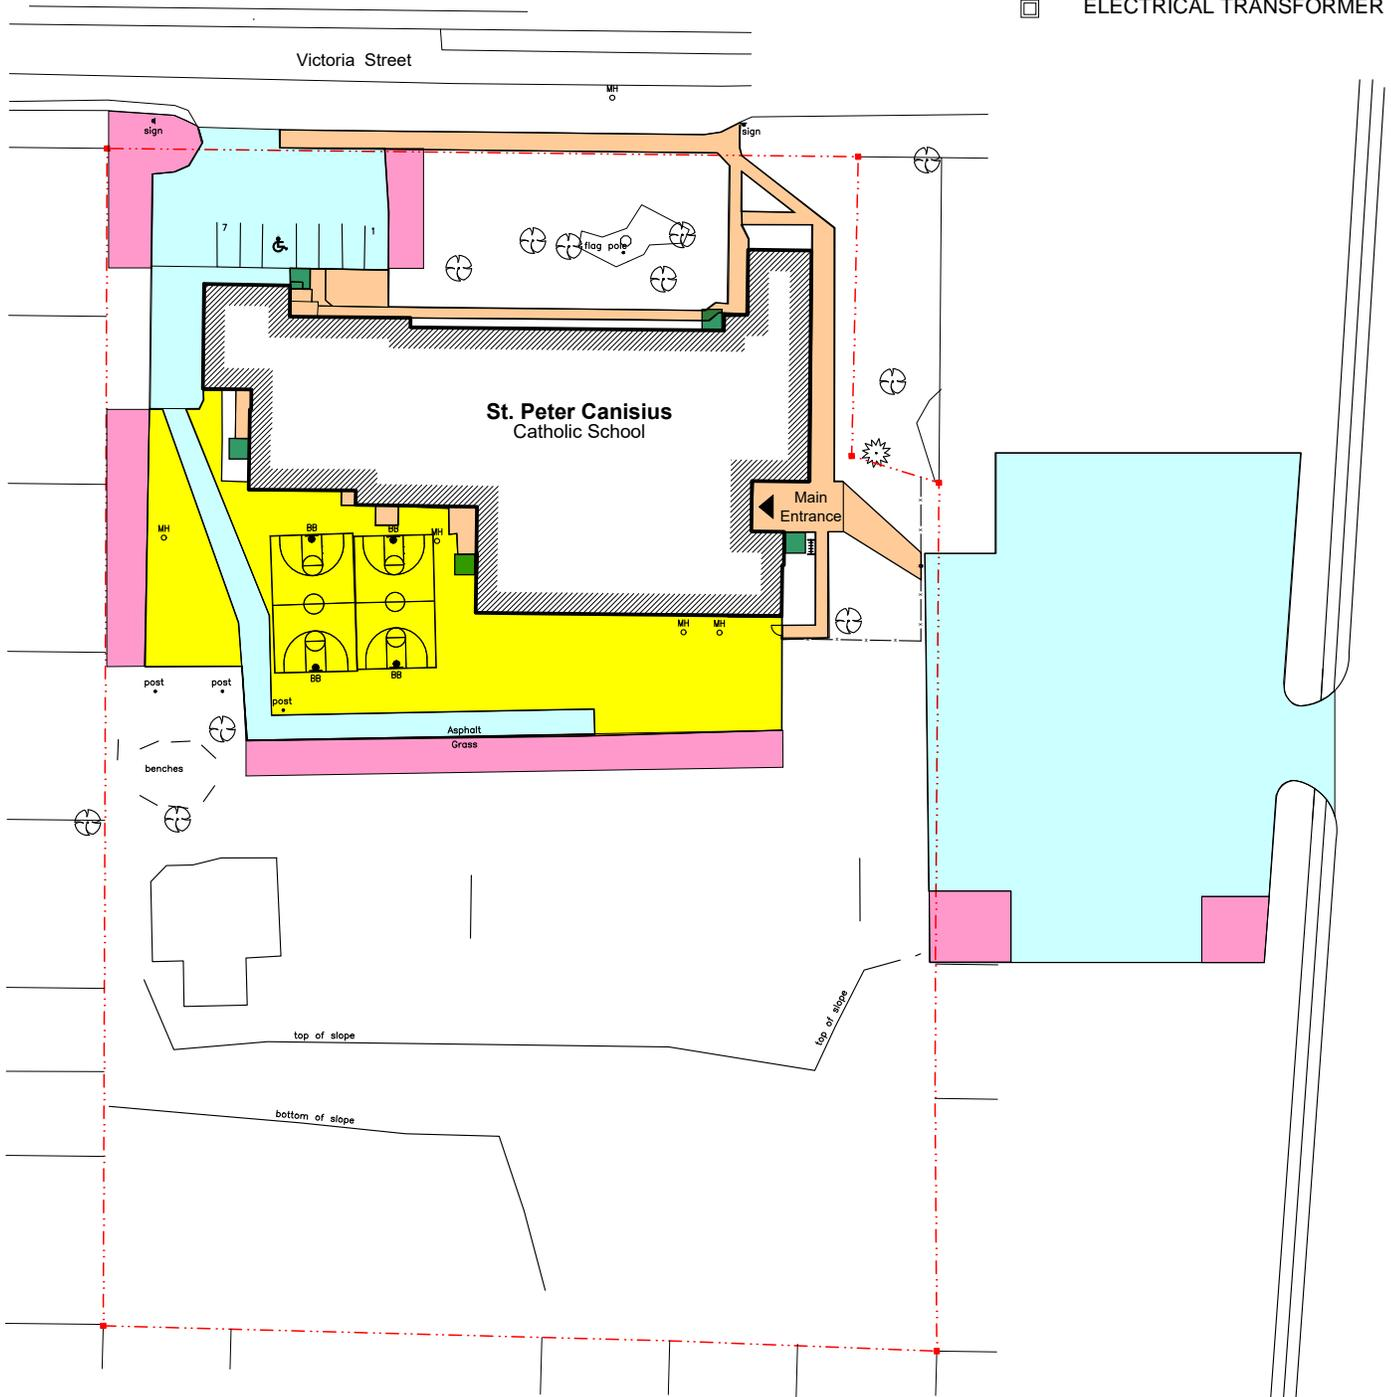 ELECTRICAL TRANSFORMER
Victoria Street
MH
sign
sign
7
1
flag pole
St. Peter Canisius
Catholic School
Main
Entrance
MH
BB
BB
MH
MH
MH
BB
BB
post
post
post
Asphalt
Grass
benches
top of slope
top of slope
bottom of slope